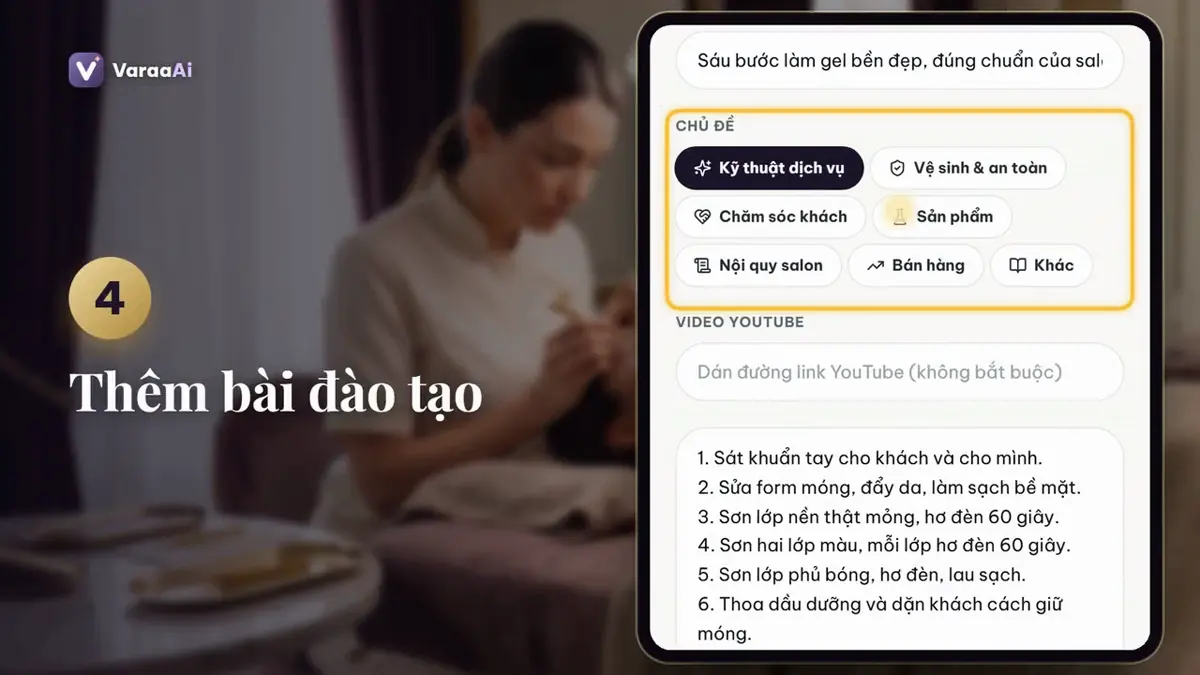 VaraaAi
4
Thêm bài đào tạo
Sáu bước làm gel bền đẹp, đúng chuẩn của
CHỦ ĐỀ
Kỹ thuật dịch vụ
Vệ sinh & an toàn
Chăm sóc khách
Sản phẩm
Nội quy salon
Bán hàng
Khác
VIDEO YOUTUBE
Dán đường link YouTube (không bắt buộc)
1. Sát khuẩn tay cho khách và cho mình.
2. Sửa form móng, đẩy da, làm sạch bề mặt.
3. Sơn lớp nền thật mỏng, hơ đèn 60 giây.
4. Sơn hai lớp màu, mỗi lớp hơ đèn 60 giây.
5. Sơn lớp phủ bóng, hơ đèn, lau sạch.
6. Thoa dầu dưỡng và dặn khách cách giữ
móng.